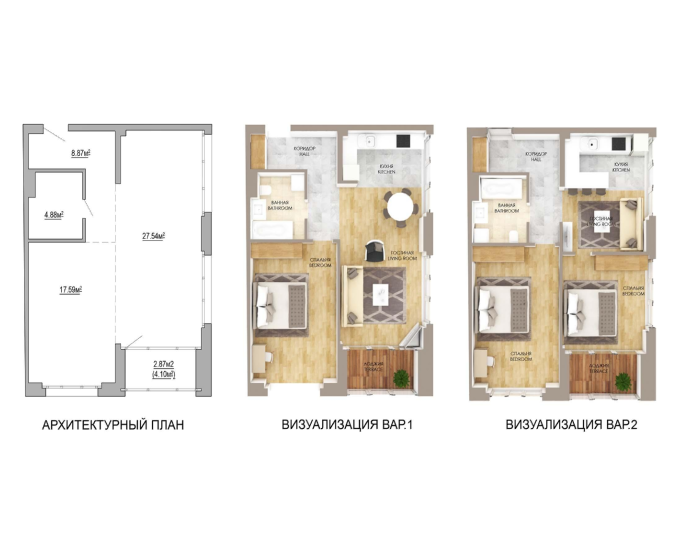 8.87м²
4.88м²
27.54м²
17.59м²
2.87м2
(4.10м²)
АРХИТЕКТУРНЫЙ ПЛАН
КОРИДОР
HALL
КУХНЯ
KITCHEN
ВАННАЯ
BATHROOM
ГОСТИНАЯ
LIVING ROOM
СПАЛЬНЯ
BEDROOM
ЛОДЖИЯ
TERRACE
ВИЗУАЛИЗАЦИЯ ВАР.1
КОРИДОР
HALL
КУХНЯ
KITCHEN
ВАННАЯ
BATHROOM
ГОСТИНАЯ
LIVING ROOM
СПАЛЬНЯ
BEDROOM
СПАЛЬНЯ
BEDROOM
ЛОДЖИЯ
TERRACE
ВИЗУАЛИЗАЦИЯ ВАР.2